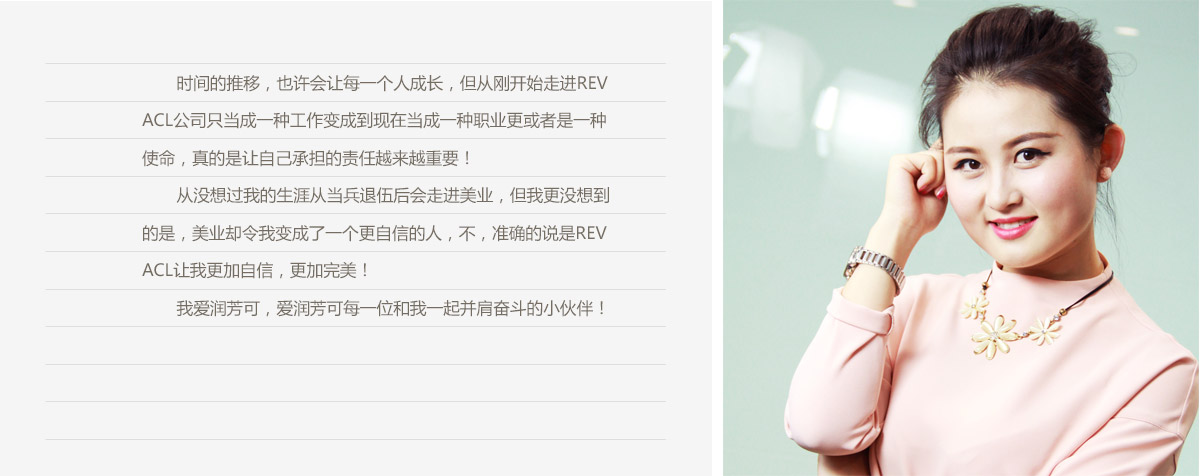 时间的推移，也许会让每一个人成长，但从刚开始走进REV
ACL公司只当成一种工作变成到现在当成一种职业更或者是一种
使命，真的是让自己承担的责任越来越重要！
从没想过我的生涯从当兵退伍后会走进美业，但我更没想到
的是，美业却令我变成了一个更自信的人，不，准确的说是REV
ACL让我更加自信，更加完美！
我爱润芳可，爱润芳可每一位和我一起并肩奋斗的小伙伴！